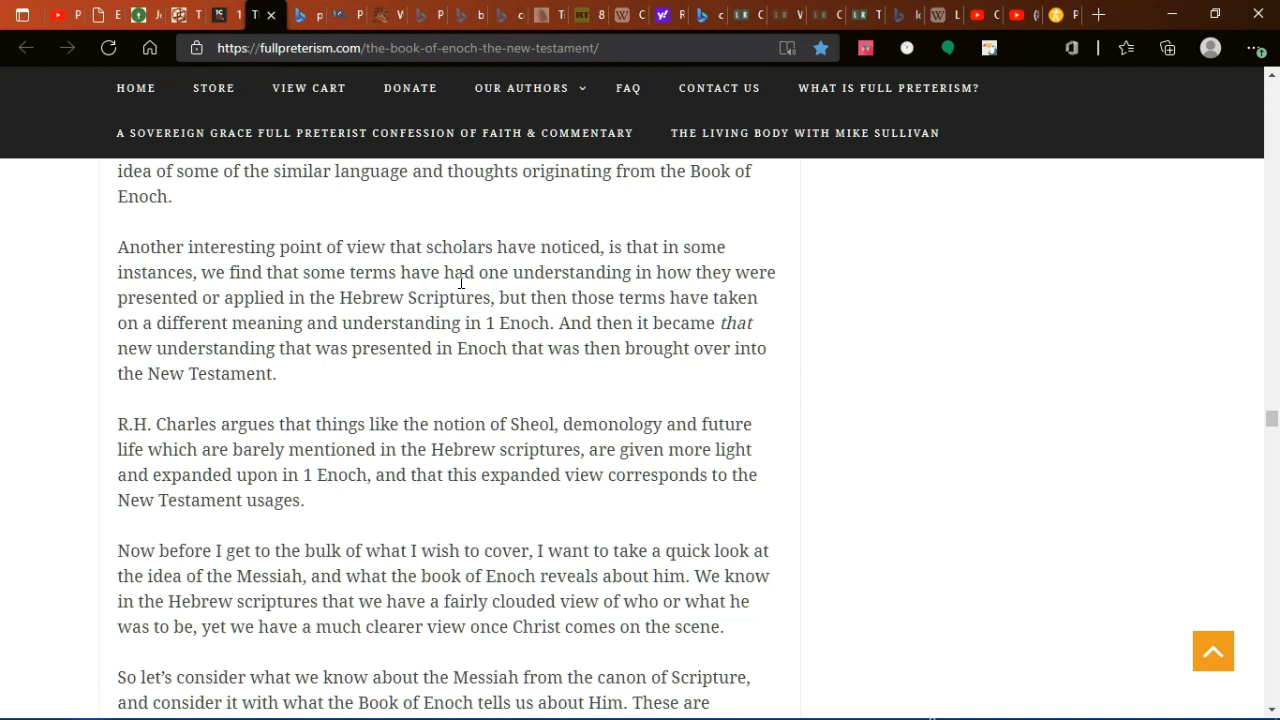 P
J
1
T
p
P
V
P
b
c
T
8
C
R
c
C
V
C
T
k
L
C
(
P
https://fullpreterism.com/the-book-of-enoch-the-new-testament/
HOME STORE VIEW CART DONATE OUR AUTHORS FAQ CONTACT US WHAT IS FULL PRETERISM?
A SOVEREIGN GRACE FULL PRETERIST CONFESSION OF FAITH & COMMENTARY THE LIVING BODY WITH MIKE SULLIVAN
idea of some of the similar language and thoughts originating from the Book of
Enoch.
Another interesting point of view that scholars have noticed, is that in some
instances, we find that some terms have had one understanding in how they were
presented or applied in the Hebrew Scriptures, but then those terms have taken
on a different meaning and understanding in 1 Enoch. And then it became that
new understanding that was presented in Enoch that was then brought over into
the New Testament.
R.H. Charles argues that things like the notion of Sheol, demonology and future
life which are barely mentioned in the Hebrew scriptures, are given more light
and expanded upon in 1 Enoch, and that this expanded view corresponds to the
New Testament usages.
Now before I get to the bulk of what I wish to cover, I want to take a quick look at
the idea of the Messiah, and what the book of Enoch reveals about him. We know
in the Hebrew scriptures that we have a fairly clouded view of who or what he
was to be, yet we have a much clearer view once Christ comes on the scene.
So let's consider what we know about the Messiah from the canon of Scripture,
and consider it with what the Book of Enoch tells us about Him. These are